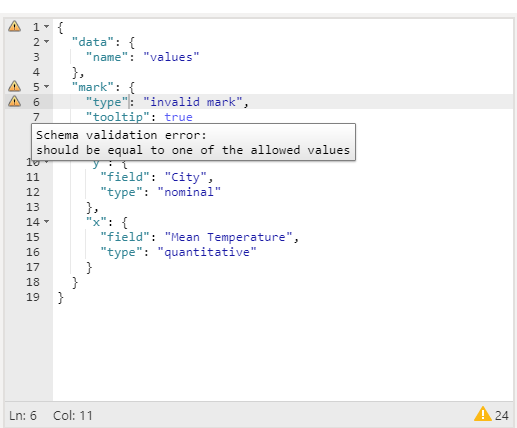 1 {
2 "data": {
3 "name": "values"
4 },
5 "mark": {
6 "type": "invalid mark",
7 "tooltip": true
Schema validation error:
should be equal to one of the allowed values
10 "y": {
11 "field": "City",
12 "type": "nominal"
13 },
14 "x": {
15 "field": "Mean Temperature",
16 "type": "quantitative"
17 }
18 }
19 }
Ln: 6 Col: 11 24